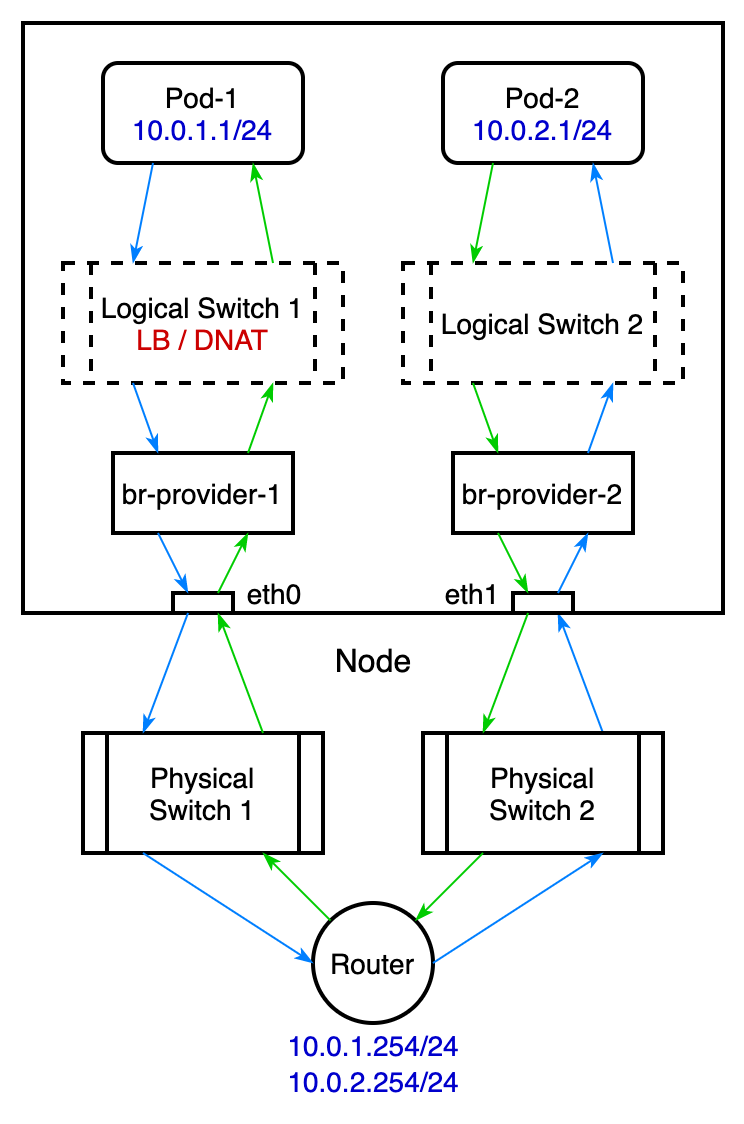 Pod-1
10.0.1.1/24
Pod-2
10.0.2.1/24
Logical Switch 1
LB / DNAT
Logical Switch 2
br-provider-1
br-provider-2
eth0
eth1
Node
Physical
Switch 1
Physical
Switch 2
Router
10.0.1.254/24
10.0.2.254/24